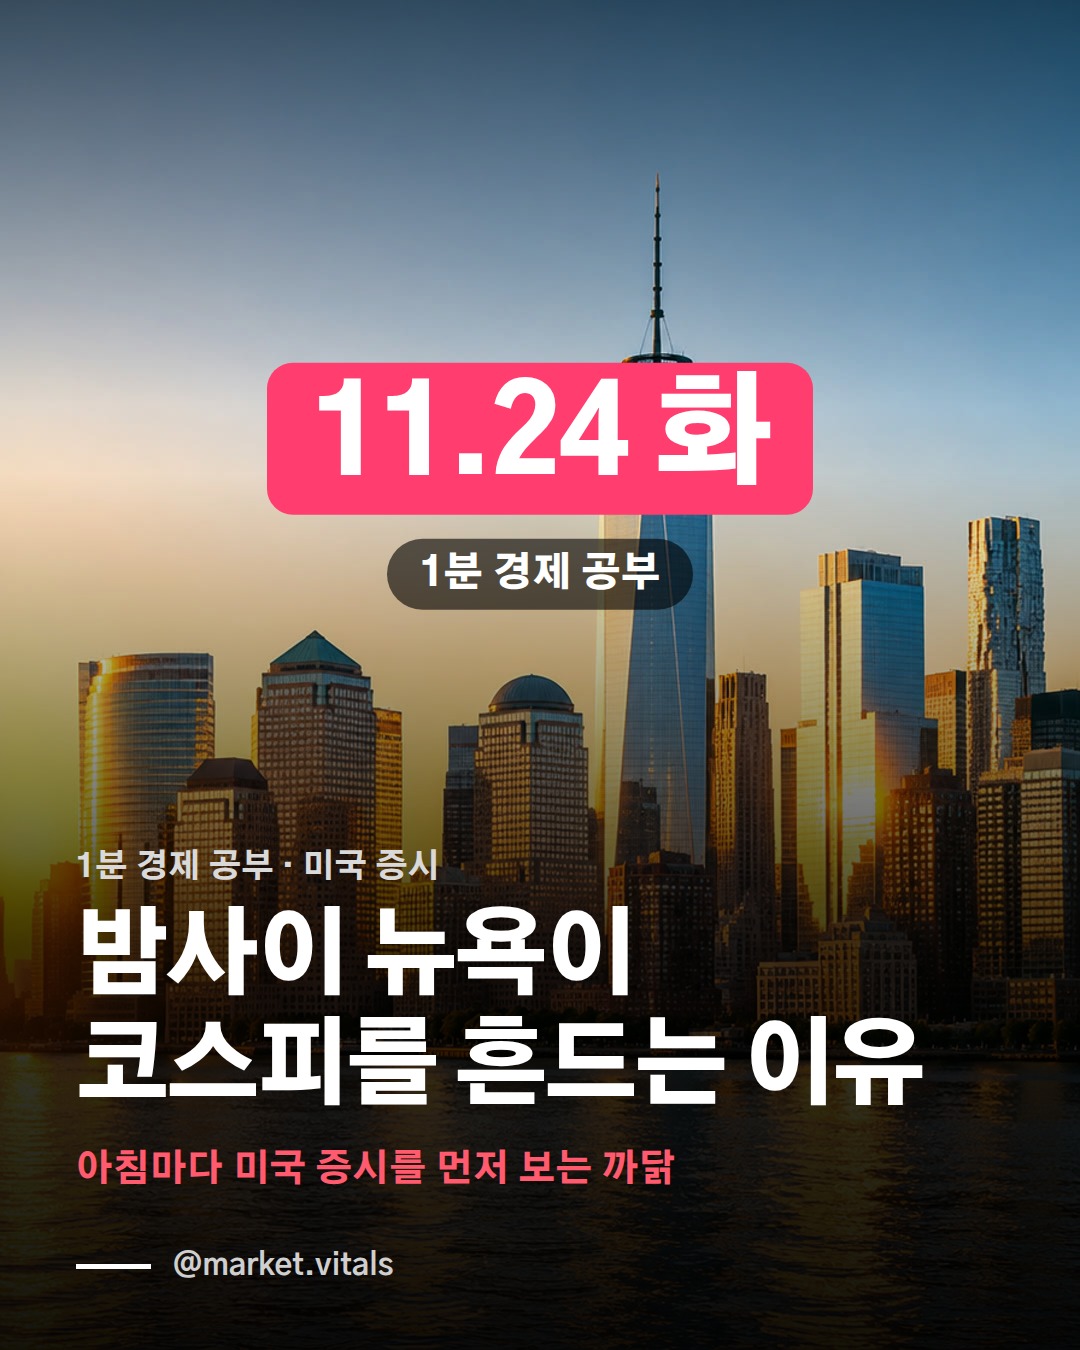 11.24 화
1분 경제 공부
1분 경제 공부 · 미국 증시
밤사이 뉴욕이
코스피를 흔드는 이유
아침마다 미국 증시를 먼저 보는 까닭
@market.vitals